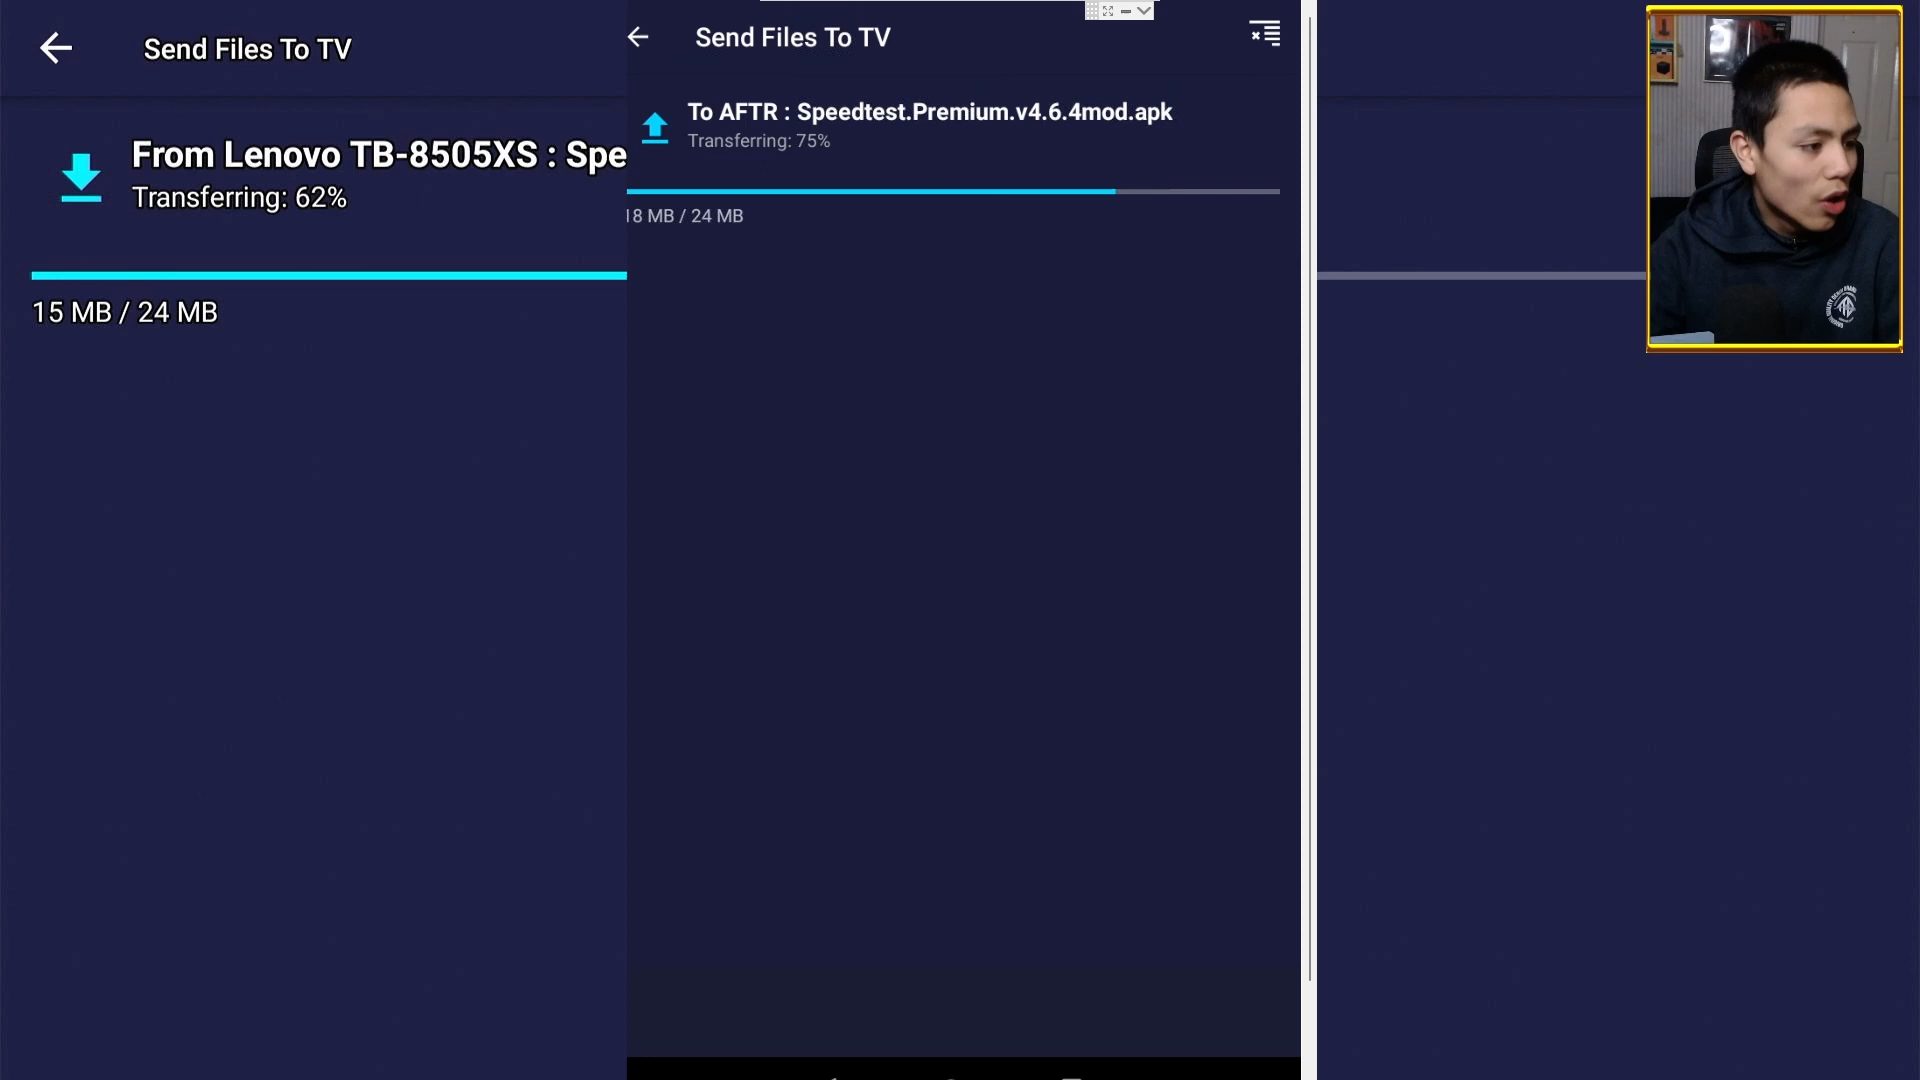 Send Files To TV
From Lenovo TB-8505XS : Spe
Transferring: 62%
15 MB / 24 MB
Send Files To TV
To AFTR : Speedtest.Premium.v4.6.4mod.apk
Transferring: 75%
18 MB / 24 MB